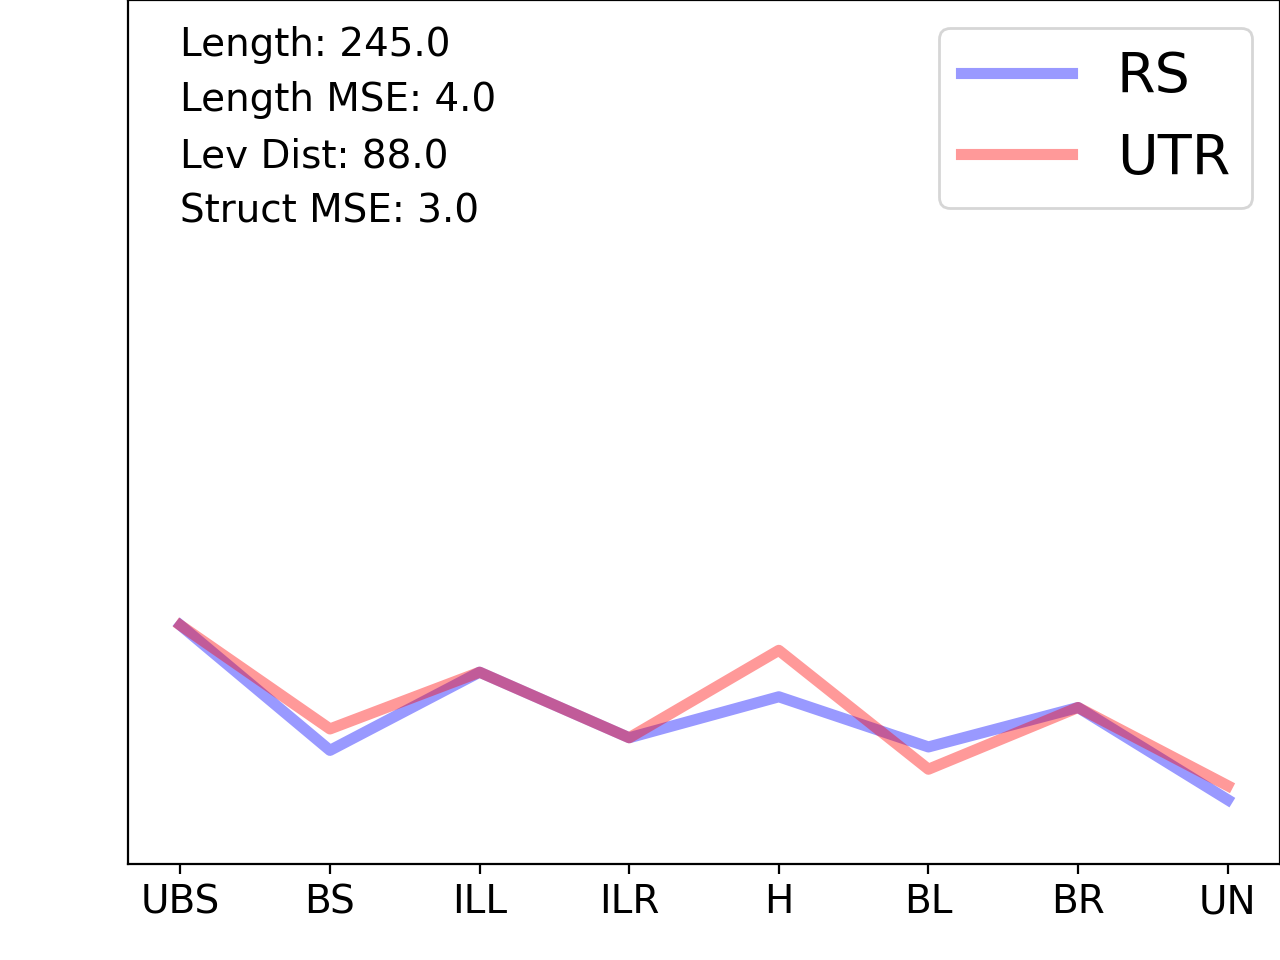 Length: 245.0
Length MSE: 4.0
Lev Dist: 88.0
Struct MSE: 3.0
RS
UTR
UBS BS ILL ILR H BL BR UN